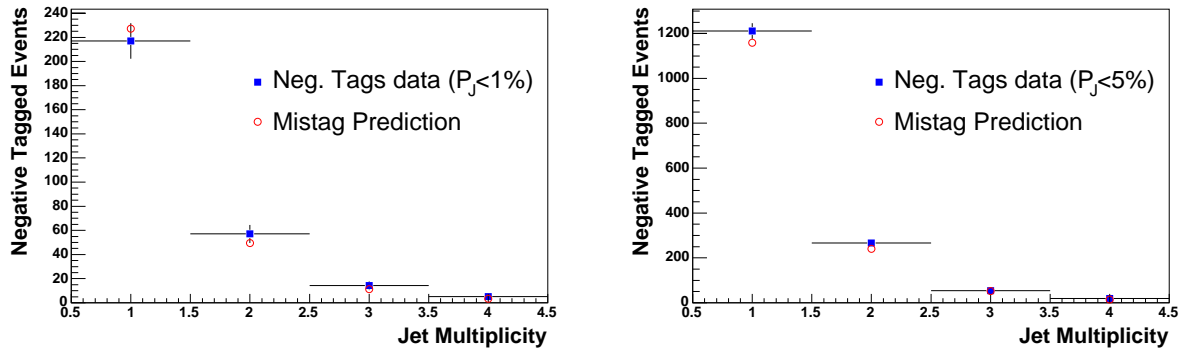 Negative Tagged Events
240
220
200
180
160
140
120
100
80
60
40
20
0
0.5 1 1.5 2 2.5 3 3.5 4 4.5
Jet Multiplicity
Neg. Tags data (P_J<1%)
Mistag Prediction
Negative Tagged Events
1200
1000
800
600
400
200
0
0.5 1 1.5 2 2.5 3 3.5 4 4.5
Jet Multiplicity
Neg. Tags data (P_J<5%)
Mistag Prediction